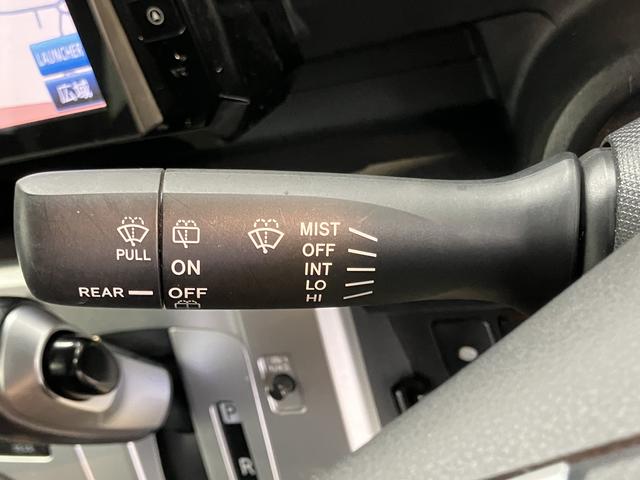 LAUNCHER
広域
PULL
REAR
ON
OFF
MIST
OFF
INT
LO
HI
P
R